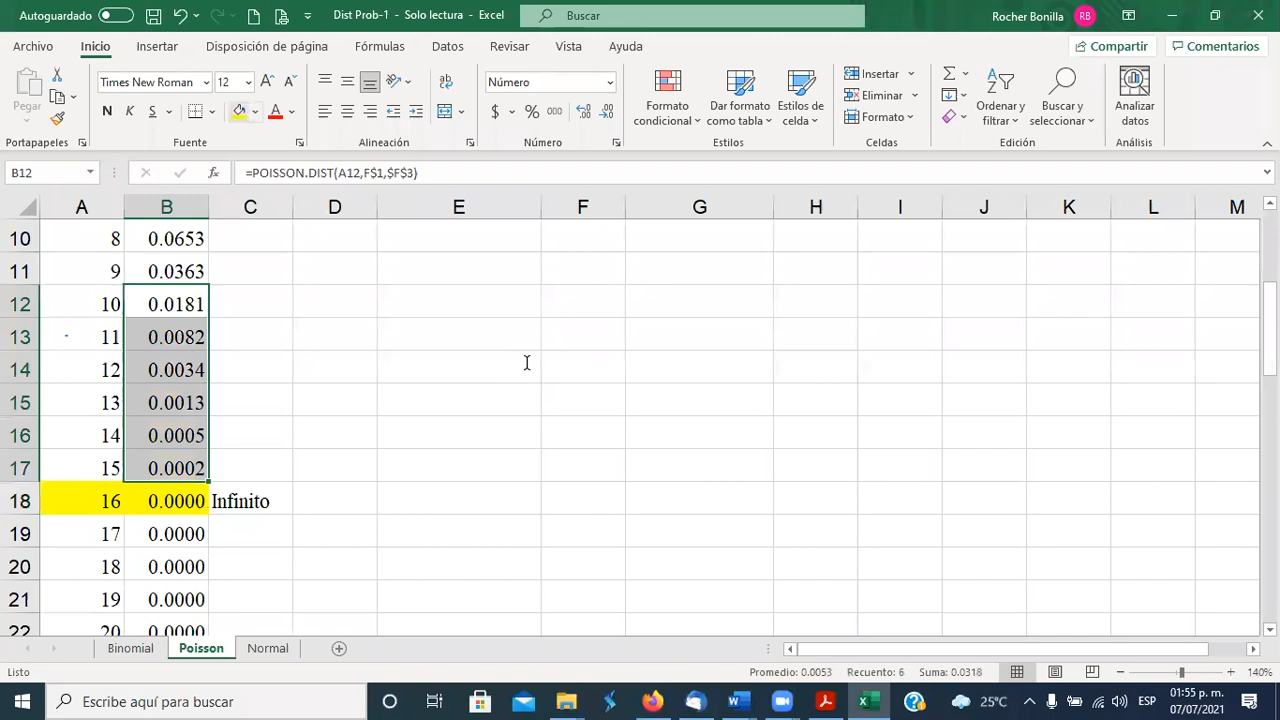 Autoguardado
Dist Prob-1 - Solo lectura - Excel
Buscar
Rocher Bonilla
RB
Archivo Inicio Insertar Disposición de página Fórmulas Datos Revisar Vista Ayuda
Compartir Comentarios
Pegar
Times New Roman 12
N K S
Número
$ % 000
Formato condicional
Dar formato como tabla
Estilos de celda
Insertar
Eliminar
Formato
Ordenar y filtrar
Buscar y seleccionar
Analizar datos
Portapapeles Fuente Alineación Número Estilos Celdas Edición Análisis
B12 fx =POISSON.DIST(A12,F$1,$F$3)
A B C D E F G H I J K L M
10 8 0.0653
11 9 0.0363
12 10 0.0181
13 11 0.0082
14 12 0.0034
15 13 0.0013
16 14 0.0005
17 15 0.0002
18 16 0.0000 Infinito
19 17 0.0000
20 18 0.0000
21 19 0.0000
22 20 0.0000
Binomial Poisson Normal
Listo Promedio: 0.0053 Recuento: 6 Suma: 0.0318 140%
Escribe aquí para buscar
25°C ESP 01:55 p. m.
07/07/2021